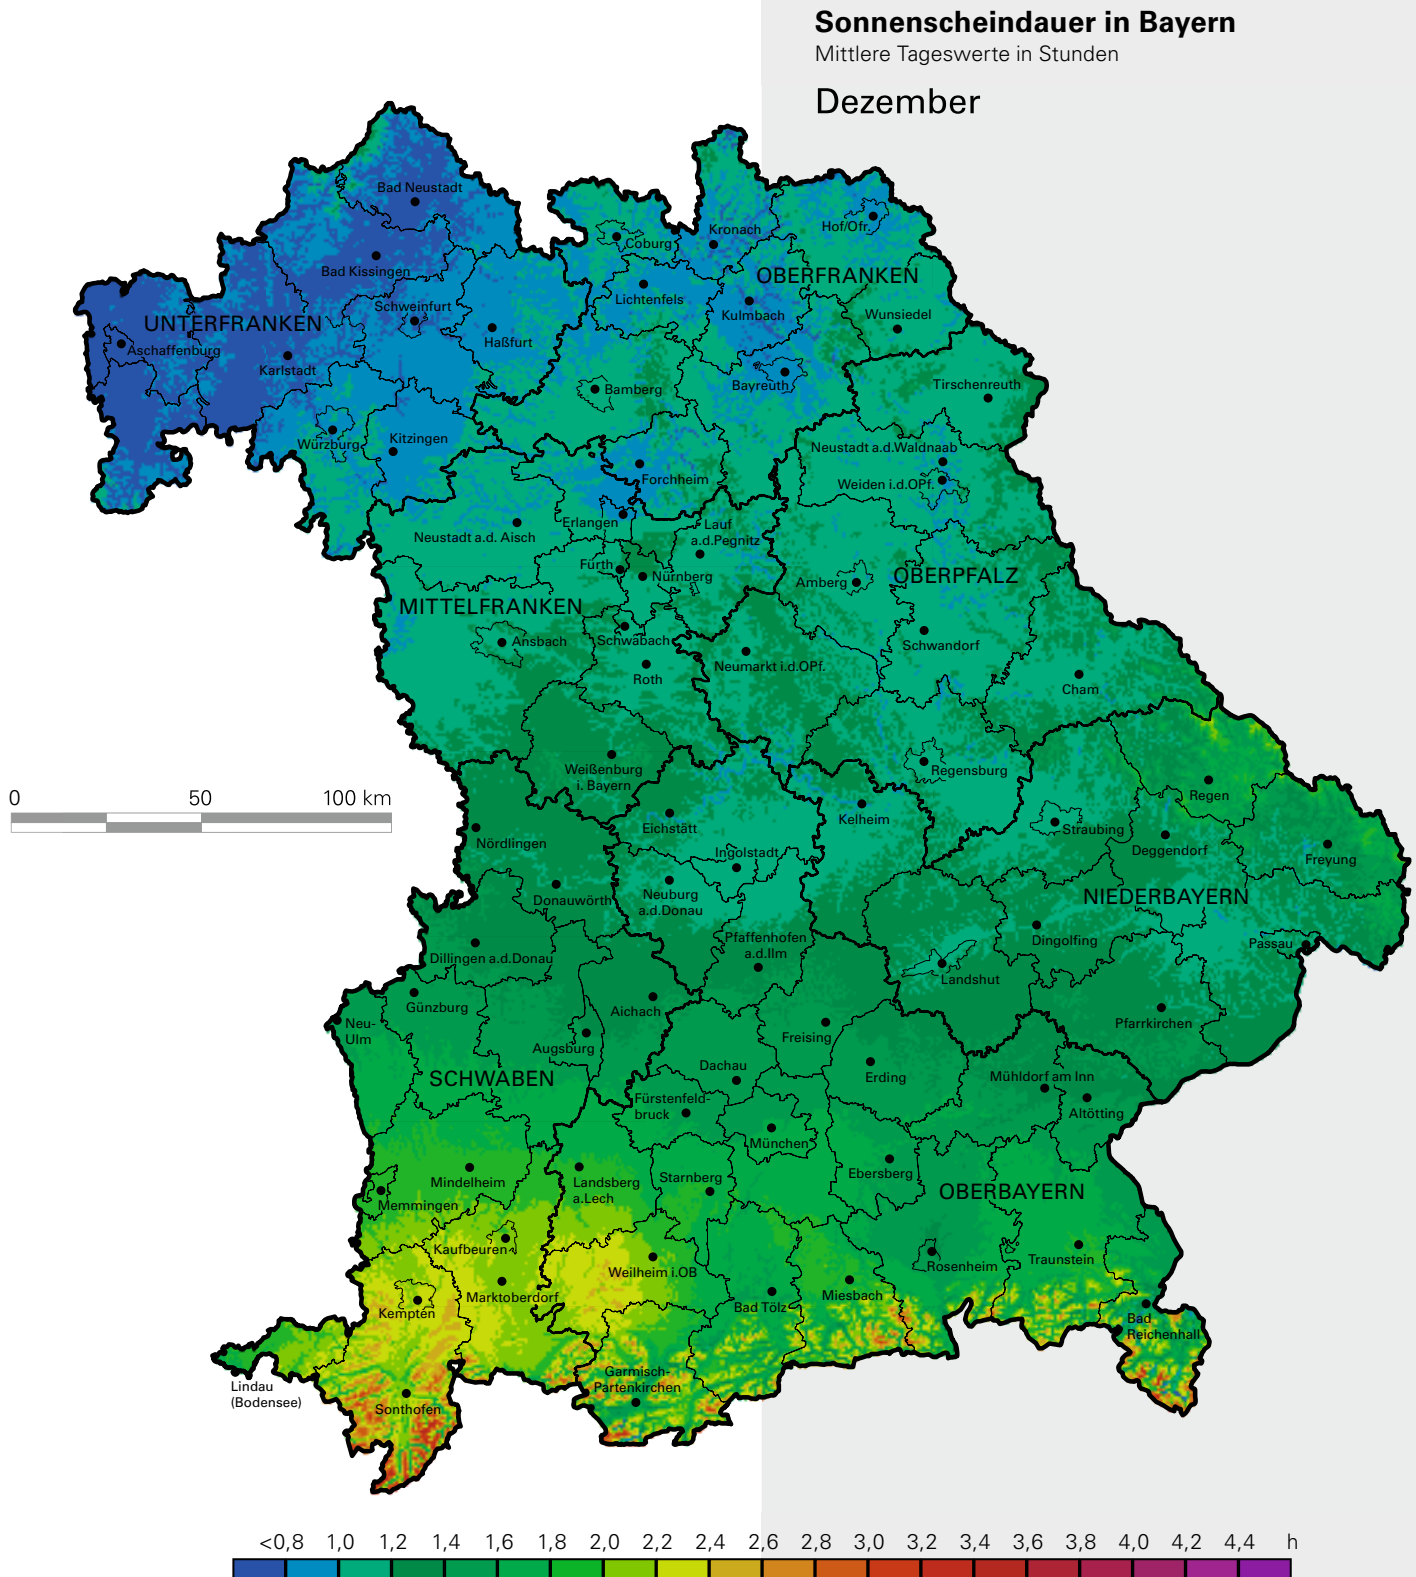 Sonnenscheindauer in Bayern
Mittlere Tageswerte in Stunden
Dezember
Bad Neustadt
Hof/Ofr.
Kronach
Coburg
Bad Kissingen
OBERFRANKEN
Lichtenfels
Schweinfurt
Kulmbach
Wunsiedel
UNTERFRANKEN
Haßfurt
Aschaffenburg
Karlstadt
Bayreuth
Tirschenreuth
Bamberg
Kitzingen
Würzburg
Neustadt a.d.Waldnaab
Forchheim
Weiden i.d.OPf.
Erlangen
Lauf
a.d.Pegnitz
Neustadt a.d. Aisch
Fürth
Nürnberg
Amberg
OBERPFALZ
MITTELFRANKEN
Ansbach
Schwabach
Schwandorf
Neumarkt i.d.OPf.
Roth
Cham
Weißenburg
i. Bayern
Regensburg
0 50 100 km
Regen
Eichstätt
Kelheim
Straubing
Nördlingen
Deggendorf
Ingolstadt
Freyung
Neuburg
a.d.Donau
Donauwörth
NIEDERBAYERN
Pfaffenhofen
a.d.Ilm
Dingolfing
Passau
Dillingen a.d.Donau
Landshut
Günzburg
Aichach
Neu-
Ulm
Pfarrkirchen
Freising
Augsburg
Dachau
SCHWABEN
Erding
Mühldorf am Inn
Fürstenfeld-
bruck
Altötting
München
Ebersberg
Starnberg
Mindelheim
Landsberg
a.Lech
OBERBAYERN
Memmingen
Kaufbeuren
Rosenheim
Traunstein
Weilheim i.OB
Marktoberdorf
Miesbach
Bad Tölz
Kempten
Bad
Reichenhall
Garmisch-
Partenkirchen
Lindau
(Bodensee)
Sonthofen
<0,8 1,0 1,2 1,4 1,6 1,8 2,0 2,2 2,4 2,6 2,8 3,0 3,2 3,4 3,6 3,8 4,0 4,2 4,4 h